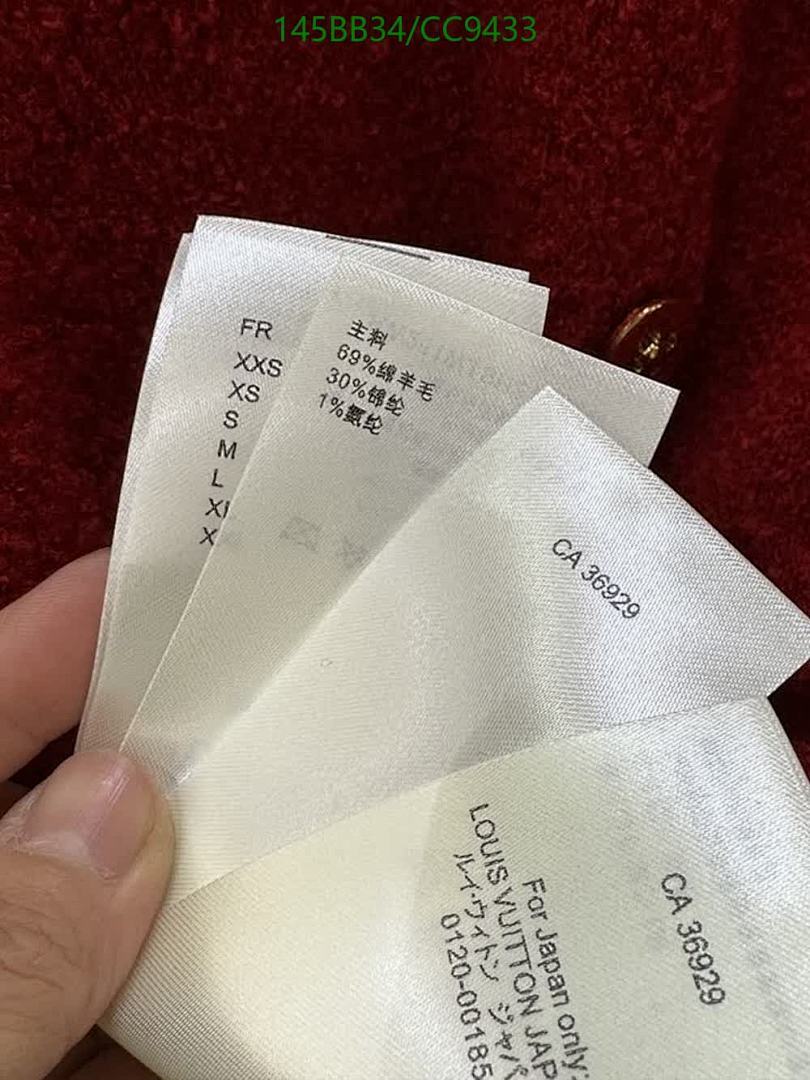 145BB34/CC9433
FR
XXS
XS
S
M
L
主料
69%绵羊毛
30%锦纶
1%氨纶
CA 36929
CA 36929
For Japan only:
LOUIS VUITTON JAP
ルイ・ヴィトン ジャパ
0120-00185